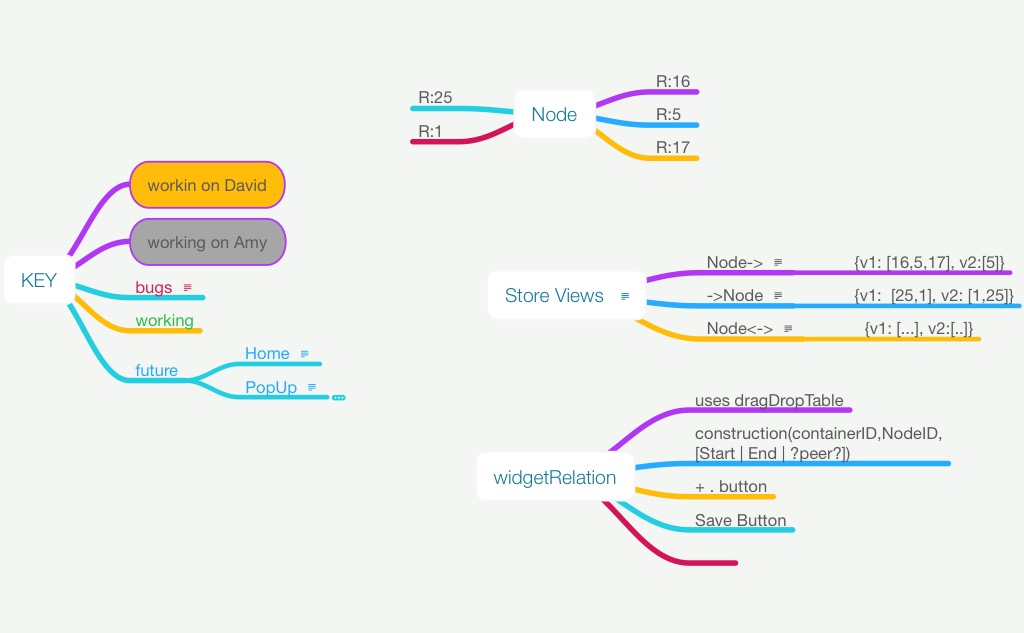 R:25
R:1
Node
R:16
R:5
R:17
KEY
workin on David
working on Amy
bugs
working
future
Home
PopUp
Store Views
Node-> {v1: [16,5,17], v2:[5]}
->Node {v1:  [25,1], v2: [1,25]}
Node<-> {v1: [...], v2:[..]}
widgetRelation
uses dragDropTable
construction(containerID,NodeID,
[Start | End | ?peer?])
+ . button
Save Button